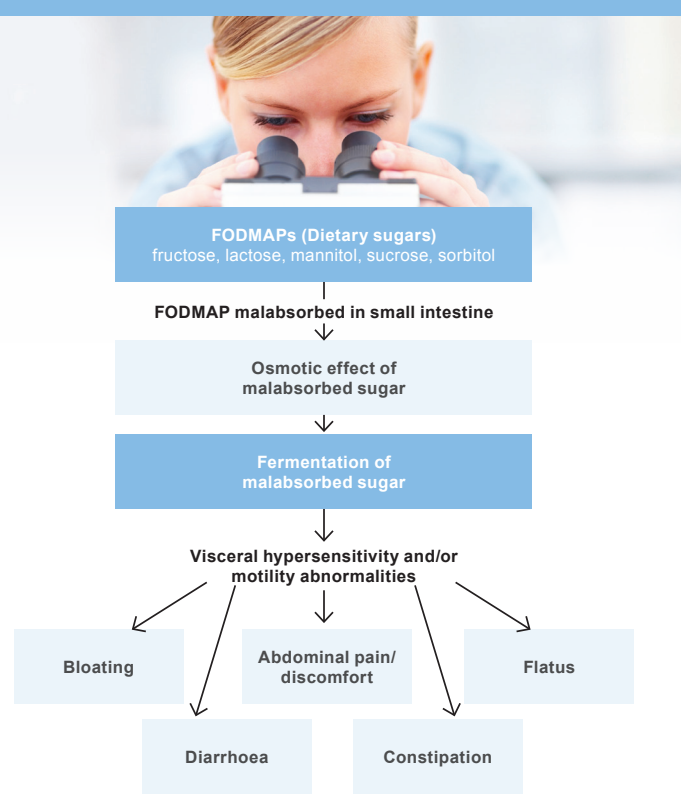 FODMAPs (Dietary sugars)
fructose, lactose, mannitol, sucrose, sorbitol
FODMAP malabsorbed in small intestine
Osmotic effect of
malabsorbed sugar
Fermentation of
malabsorbed sugar
Visceral hypersensitivity and/or
motility abnormalities
Bloating
Abdominal pain/
discomfort
Flatus
Diarrhoea
Constipation